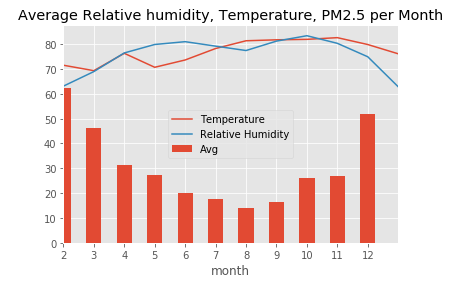 Average Relative humidity, Temperature, PM2.5 per Month
80
70
60
50
40
30
20
10
0
Temperature
Relative Humidity
Avg
2 3 4 5 6 7 8 9 10 11 12
month